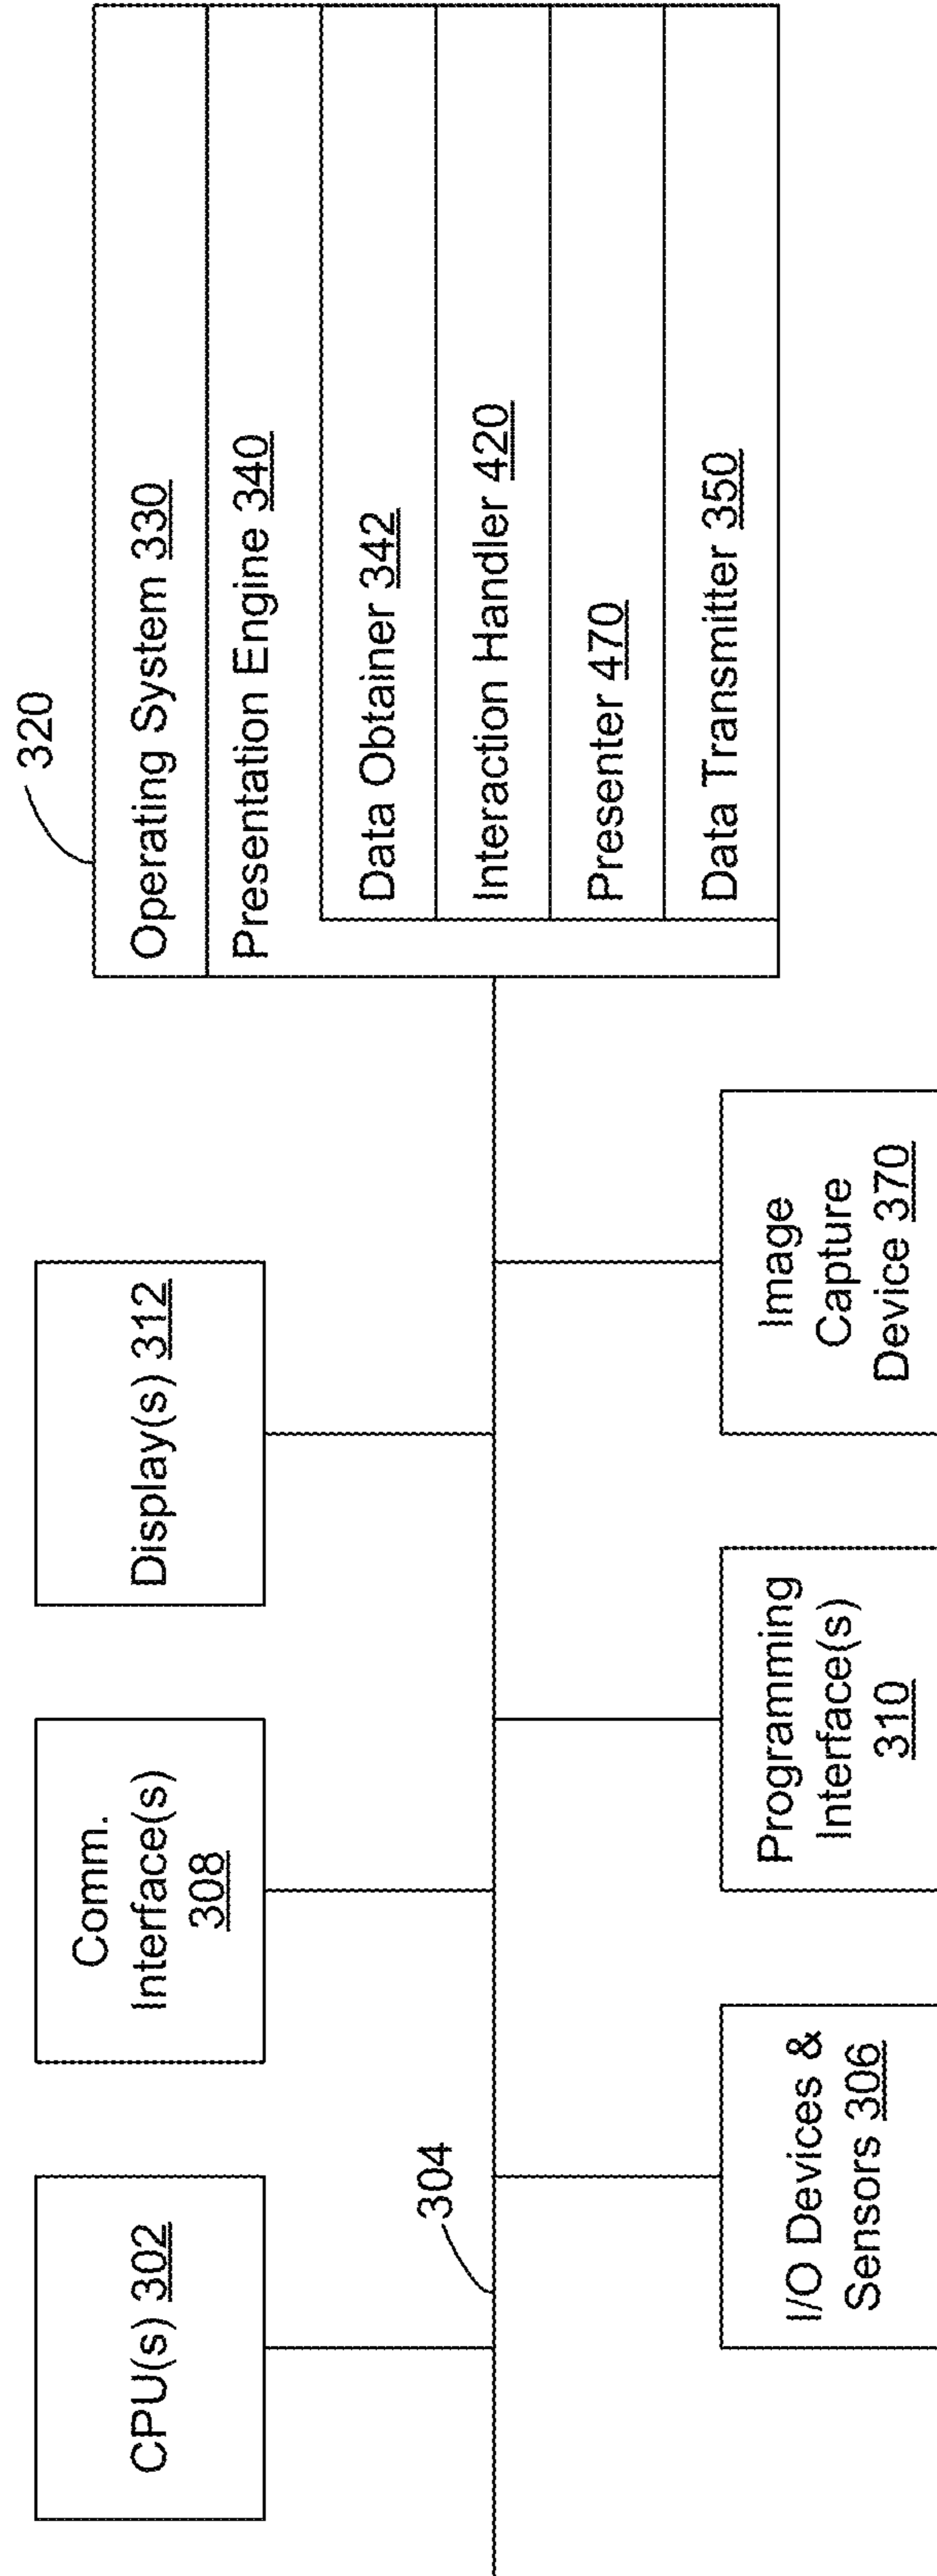 CPU(s) 302
Comm.
Interface(s)
308
Display(s) 312
304
I/O Devices &
Sensors 306
Programming
Interface(s)
310
Image
Capture
Device 370
320
Operating System 330
Presentation Engine 340
Data Obtainer 342
Interaction Handler 420
Presenter 470
Data Transmitter 350